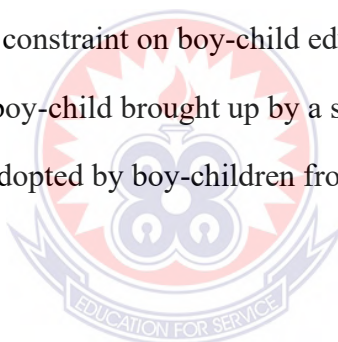 constraint on boy-child ed
boy-child brought up by a s
dopted by boy-children fro
EDUCATION FOR SERVICE